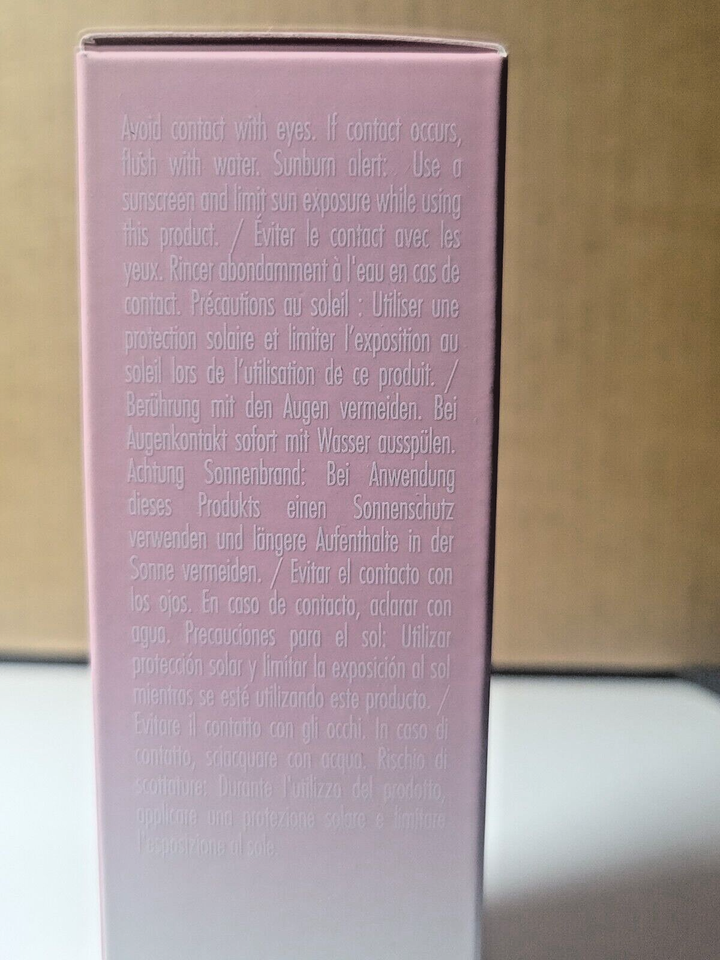 Avoid contact with eyes. If contact occurs,
flush with water. Sunburn alert: Use a
sunscreen and limit sun exposure while using
this product. / Éviter le contact avec les
yeux. Rincer abondamment à l'eau en cas de
contact. Précautions au soleil : Utiliser une
protection solaire et limiter l'exposition au
soleil lors de l'utilisation de ce produit. /
Berührung mit den Augen vermeiden. Bei
Augenkontakt sofort mit Wasser ausspülen.
Achtung Sonnenbrand: Bei Anwendung
dieses Produkts einen Sonnenschutz
verwenden und längere Aufenthalte in der
Sonne vermeiden. / Evitar el contacto con
los ojos. En caso de contacto, aclarar con
agua. Precauciones para el sol: Utilizar
protección solar y limitar la exposición al sol
mientras se esté utilizando este producto. /
Evitare il contatto con gli occhi. In caso di
contatto, sciacquare con acqua. Rischio di
scottature: Durante l'utilizzo del prodotto,
applicare una protezione solare e limitare
l'esposizione al sole.